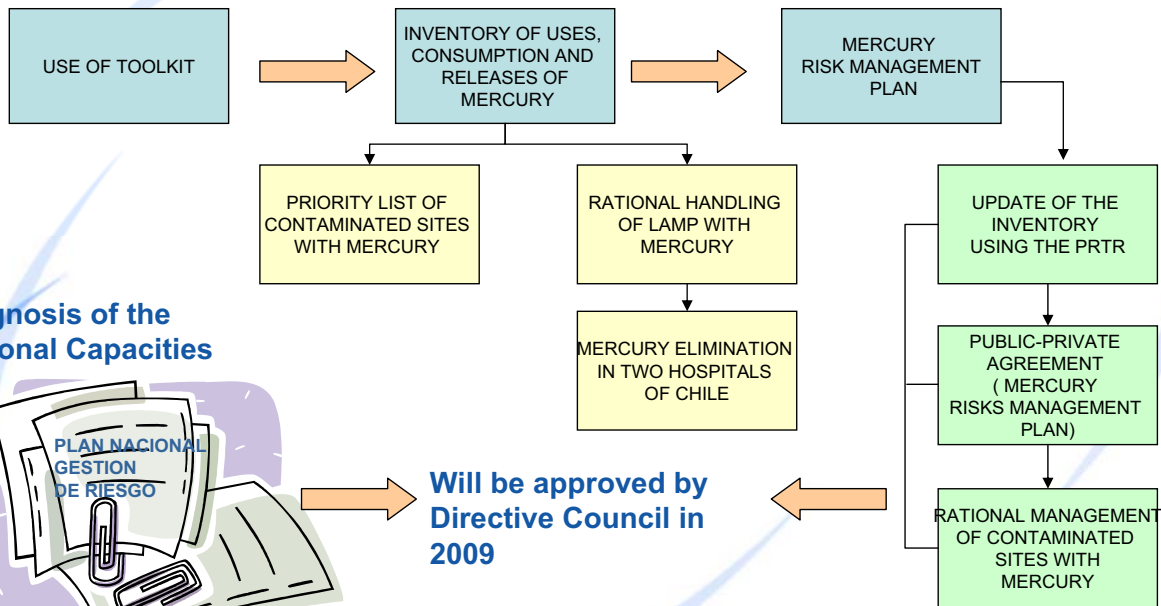 USE OF TOOLKIT
INVENTORY OF USES,
CONSUMPTION AND
RELEASES OF
MERCURY
MERCURY
RISK MANAGEMENT
PLAN
PRIORITY LIST OF
CONTAMINATED SITES
WITH MERCURY
RATIONAL HANDLING
OF LAMP WITH
MERCURY
UPDATE OF THE
INVENTORY
USING THE PRTR
MERCURY ELIMINATION
IN TWO HOSPITALS
OF CHILE
PUBLIC-PRIVATE
AGREEMENT
( MERCURY
RISKS MANAGEMENT
PLAN)
RATIONAL MANAGEMENT
OF CONTAMINATED
SITES WITH
MERCURY
gnosis of the
onal Capacities
PLAN NACIONAL
GESTION
DE RIESGO
Will be approved by
Directive Council in
2009